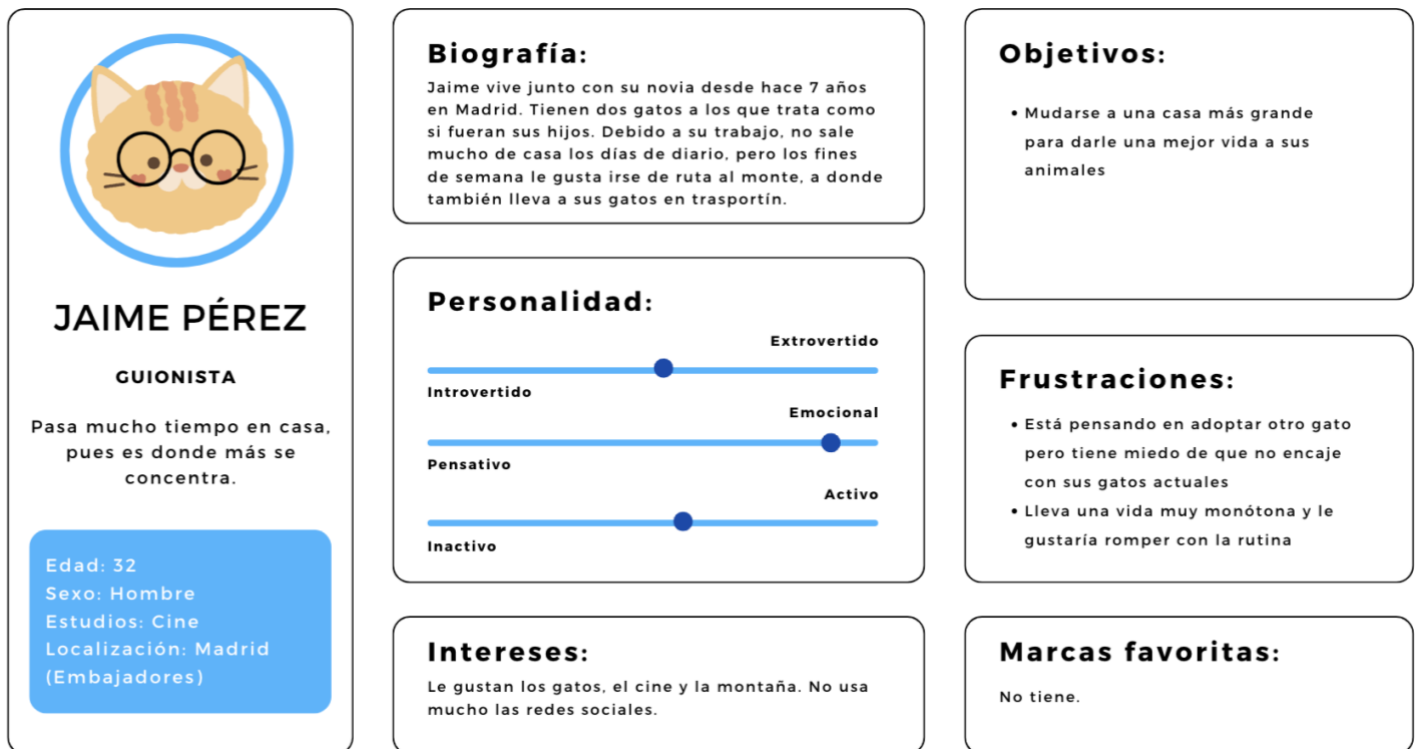 JAIME PÉREZ
GUIONISTA
Pasa mucho tiempo en casa,
pues es donde más se
concentra.
Edad: 32
Sexo: Hombre
Estudios: Cine
Localización: Madrid
(Embajadores)
Biografía:
Jaime vive junto con su novia desde hace 7 años
en Madrid. Tienen dos gatos a los que trata como
si fueran sus hijos. Debido a su trabajo, no sale
mucho de casa los días de diario, pero los fines
de semana le gusta irse de ruta al monte, a donde
también lleva a sus gatos en trasportín.
Personalidad:
Extrovertido
Introvertido
Emocional
Pensativo
Activo
Inactivo
Intereses:
Le gustan los gatos, el cine y la montaña. No usa
mucho las redes sociales.
Objetivos:
• Mudarse a una casa más grande
para darle una mejor vida a sus
animales
Frustraciones:
• Está pensando en adoptar otro gato
pero tiene miedo de que no encaje
con sus gatos actuales
• Lleva una vida muy monótona y le
gustaría romper con la rutina
Marcas favoritas:
No tiene.